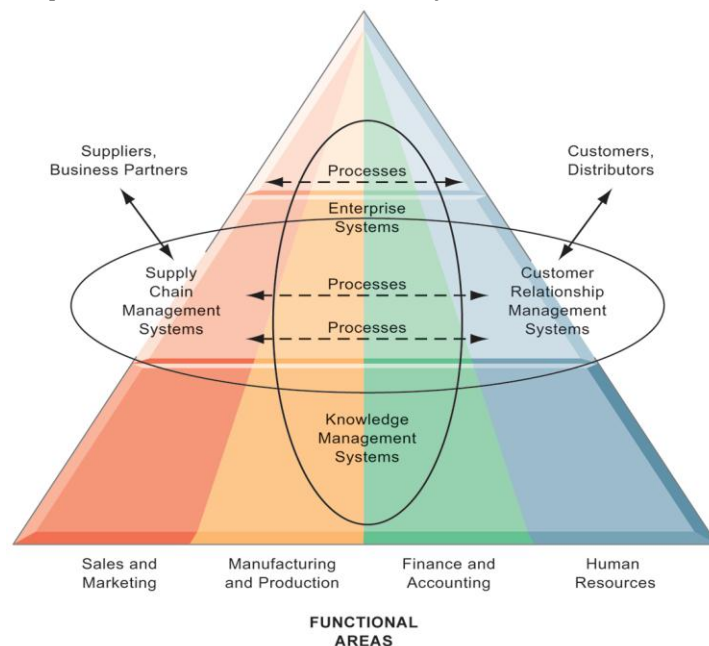 Suppliers,
Business Partners
Customers,
Distributors
Processes
Enterprise
Systems
Supply
Chain
Management
Systems
Processes
Processes
Customer
Relationship
Management
Systems
Knowledge
Management
Systems
Sales and
Marketing
Manufacturing
and Production
Finance and
Accounting
Human
Resources
FUNCTIONAL
AREAS